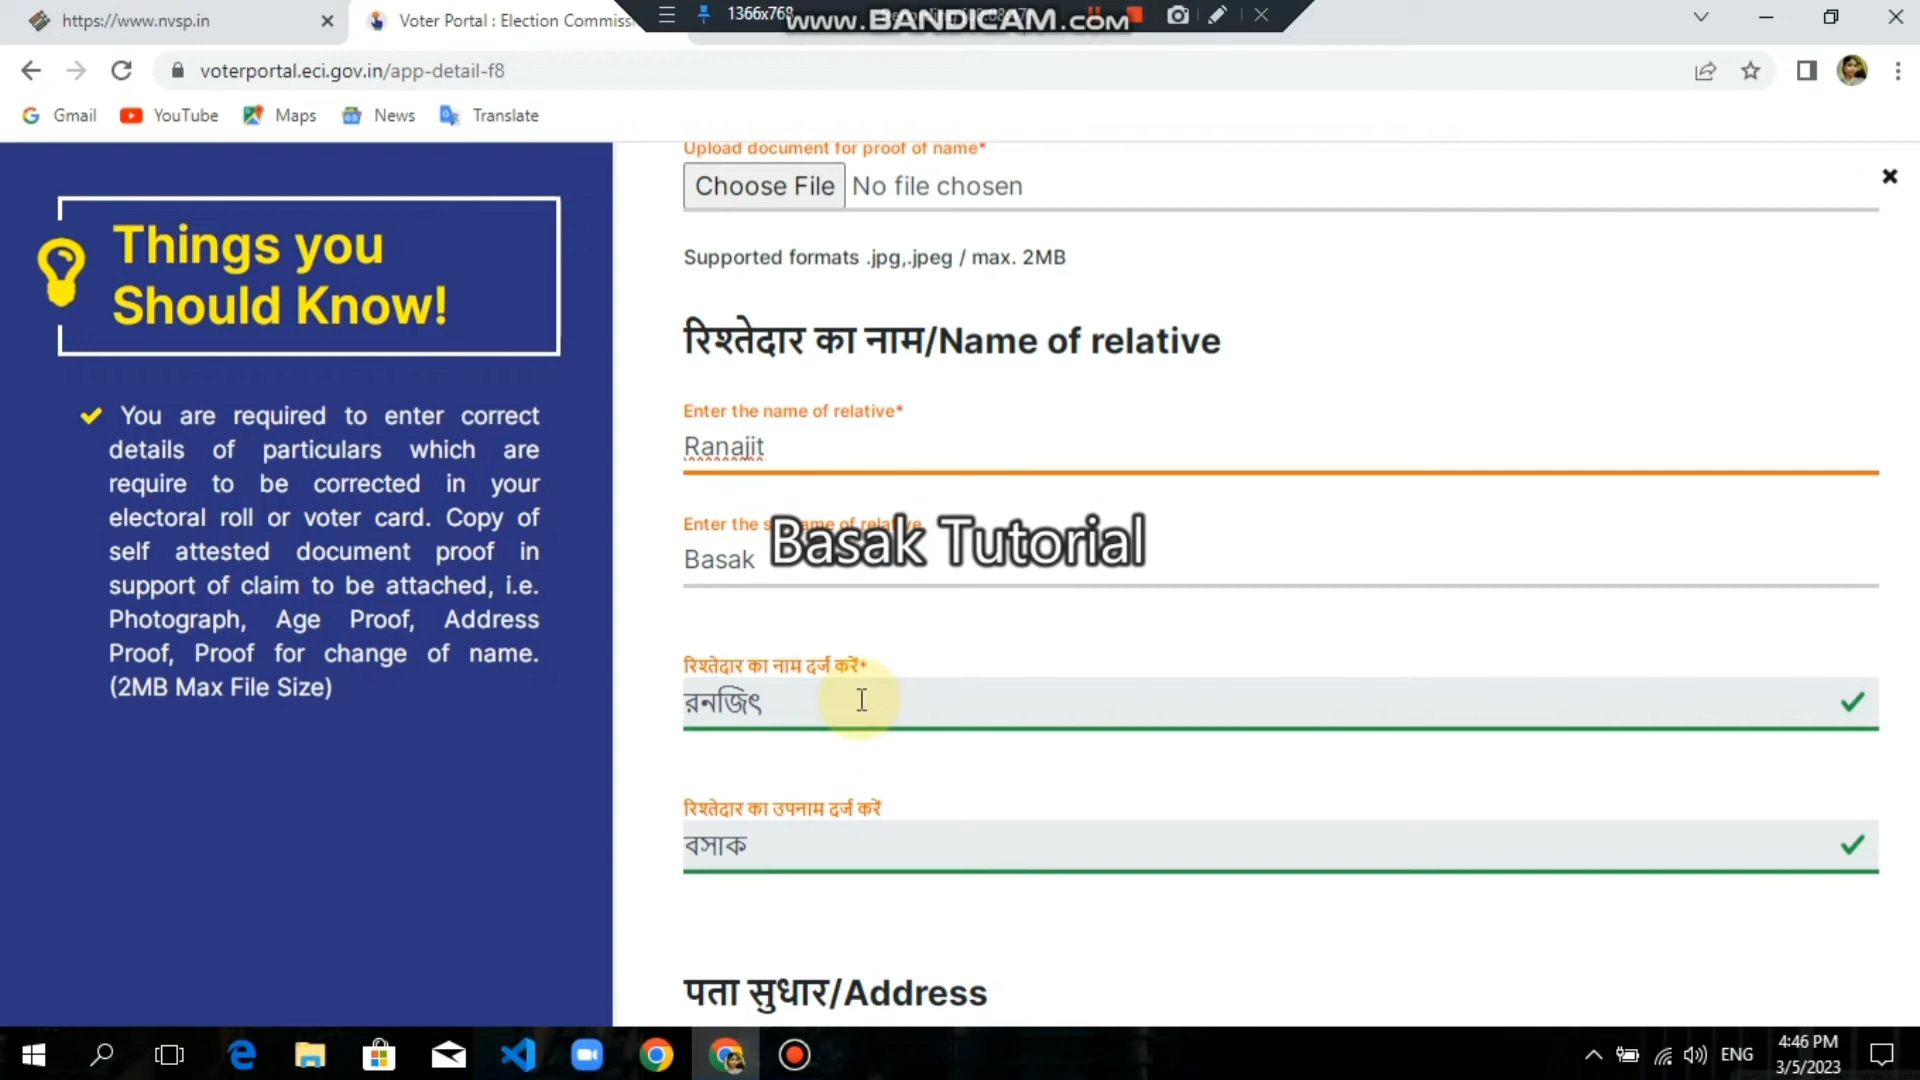 https://www.nvsp.in
Voter Portal : Election Commiss
1366x768
www.BANDICAM.com
voterportal.eci.gov.in/app-detail-f8
Gmail
YouTube
Maps
News
Translate
Things you
Should Know!
You are required to enter correct
details of particulars which are
require to be corrected in your
electoral roll or voter card. Copy of
self attested document proof in
support of claim to be attached, i.e.
Photograph, Age Proof, Address
Proof, Proof for change of name.
(2MB Max File Size)
Upload document for proof of name*
Choose File No file chosen
Supported formats .jpg,.jpeg / max. 2MB
रिश्तेदार का नाम/Name of relative
Enter the name of relative*
Ranajit
Enter the
Basak
Basak Tutorial
रिश्तेदार का नाम दर्ज करें*
রনজিৎ
रिश्तेदार का उपनाम दर्ज करें
বসাক
पता सुधार/Address
ENG
4:46 PM
3/5/2023